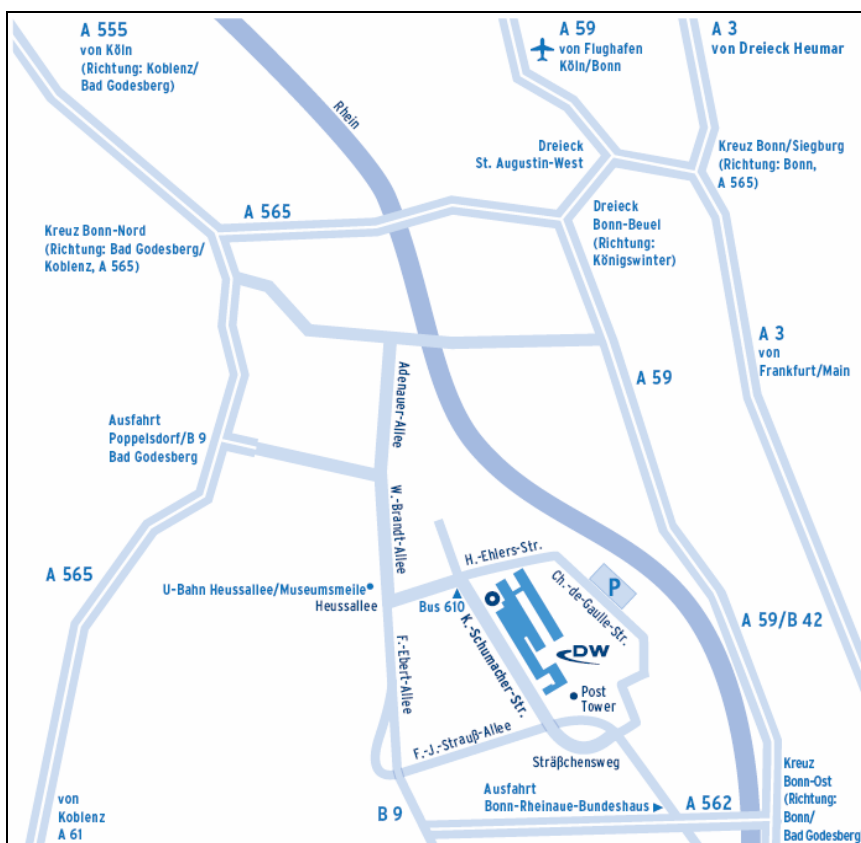 A 555
von Köln
(Richtung: Koblenz/
Bad Godesberg)
A 59
von Flughafen
Köln/Bonn
A 3
von Dreieck Heumar
Rhein
Dreieck
St. Augustin-West
Kreuz Bonn/Siegburg
(Richtung: Bonn,
A 565)
A 565
Kreuz Bonn-Nord
(Richtung: Bad Godesberg/
Koblenz, A 565)
Dreieck
Bonn-Beuel
(Richtung:
Königswinter)
A 3
von
Frankfurt/Main
Adenauer-Allee
A 59
Ausfahrt
Poppelsdorf/B 9
Bad Godesberg
W.-Brandt-Allee
H.-Ehlers-Str.
A 565
U-Bahn Heussallee/Museumsmeile
Heussallee
Bus 610
P
Ch.-de-Gaulle-Str.
A 59/B 42
K.-Schumacher-Str.
DW
F.-Ebert-Allee
Post
Tower
F.-J.-Strauß-Allee
Sträßchensweg
Kreuz
Bonn-Ost
(Richtung:
Bonn/
Bad Godesberg
Ausfahrt
Bonn-Rheinaue-Bundeshaus
A 562
B 9
von
Koblenz
A 61